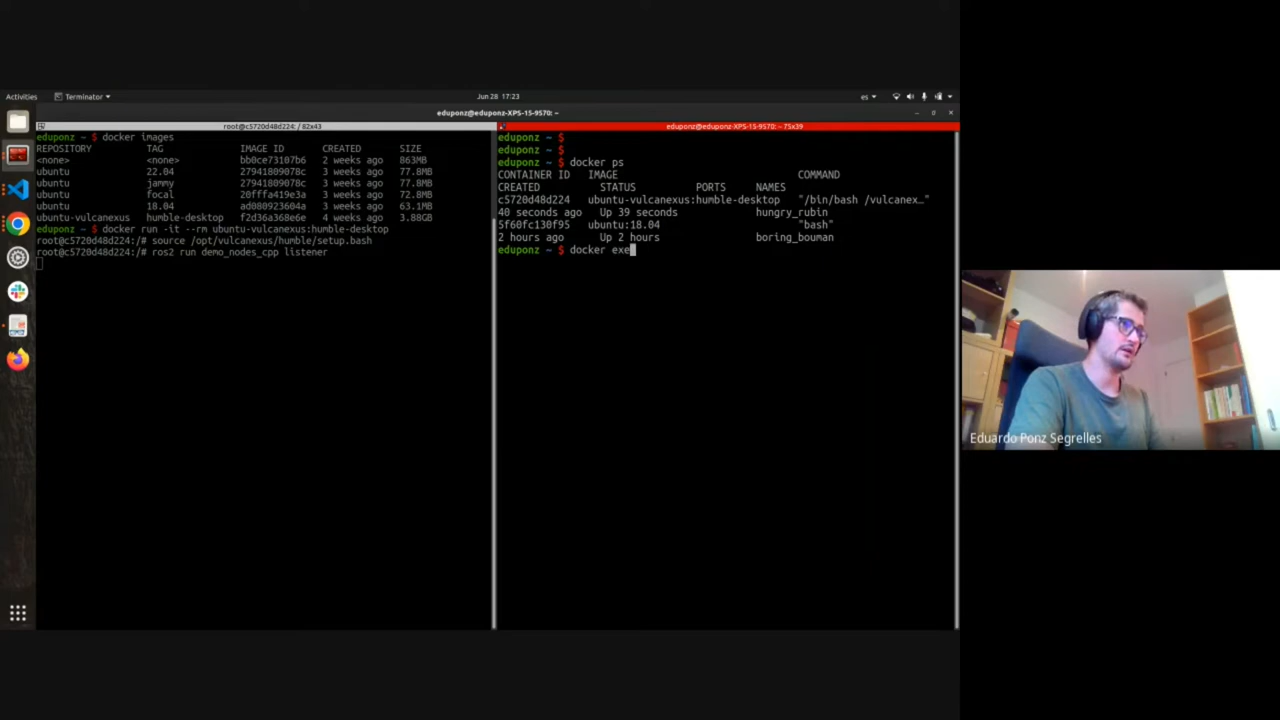 Activities
Terminator
Jun 28 17:23
es
eduponz@eduponz-XPS-15-9570: ~
root@c5720d48d224: / 82x43
eduponz ~ $ docker images
REPOSITORY TAG IMAGE ID CREATED SIZE
<none> <none> bb0ce73107b6 2 weeks ago 863MB
ubuntu 22.04 27941809078c 3 weeks ago 77.8MB
ubuntu jammy 27941809078c 3 weeks ago 77.8MB
ubuntu focal 20fffa419e3a 3 weeks ago 72.8MB
ubuntu 18.04 ad080923604a 3 weeks ago 63.1MB
ubuntu-vulcanexus humble-desktop f2d36a368e6e 4 weeks ago 3.88GB
eduponz ~ $ docker run -it --rm ubuntu-vulcanexus:humble-desktop
root@c5720d48d224:/# source /opt/vulcanexus/humble/setup.bash
root@c5720d48d224:/# ros2 run demo_nodes_cpp listener
eduponz@eduponz-XPS-15-9570: ~ 75x39
eduponz ~ $
eduponz ~ $
eduponz ~ $ docker ps
CONTAINER ID IMAGE COMMAND
CREATED STATUS PORTS NAMES
c5720d48d224 ubuntu-vulcanexus:humble-desktop "/bin/bash /vulcanex…"
40 seconds ago Up 39 seconds hungry_rubin
5f60fc130f95 ubuntu:18.04 "bash"
2 hours ago Up 2 hours boring_bouman
eduponz ~ $ docker exe
Eduardo Ponz Segrelles